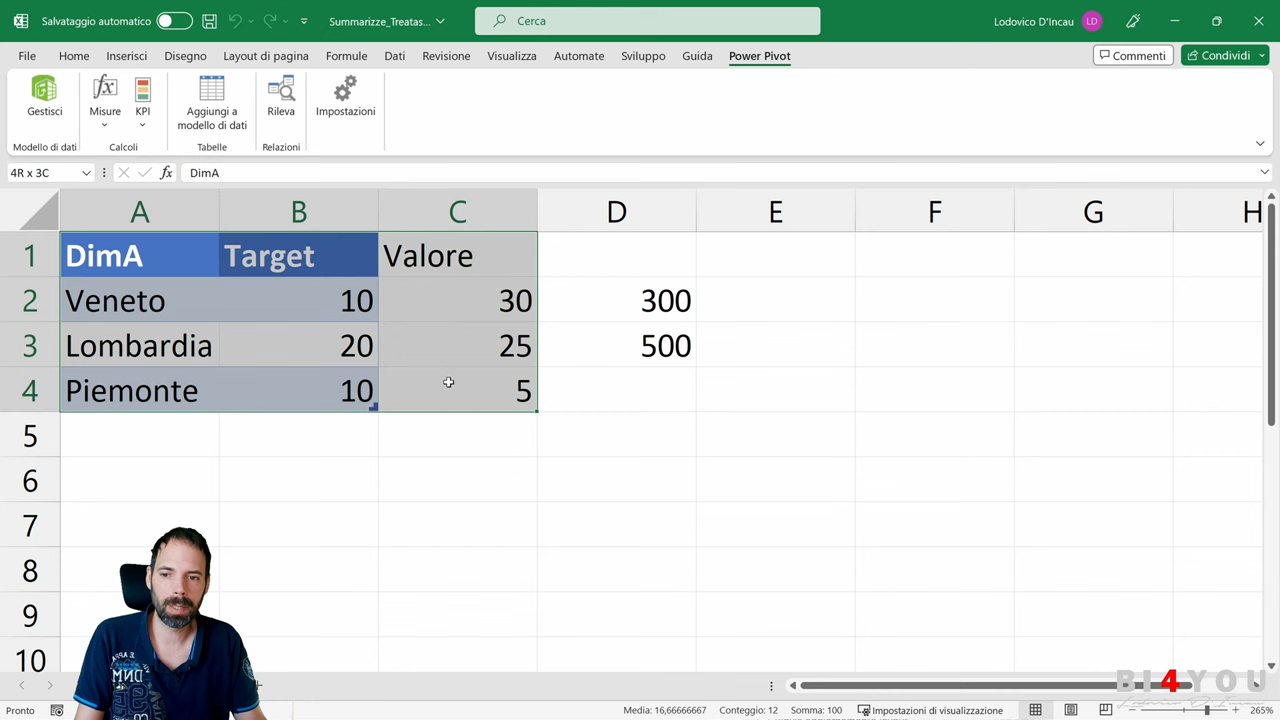 Salvataggio automatico
Summarizze_Treatas...
Cerca
Lodovico D'Incau
LD
File Home Inserisci Disegno Layout di pagina Formule Dati Revisione Visualizza Automate Sviluppo Guida Power Pivot
Commenti
Condividi
Gestisci
Misure
KPI
Aggiungi a
modello di dati
Rileva
Impostazioni
Modello di dati
Calcoli
Tabelle
Relazioni
4R x 3C
fx
DimA
A B C D E F G H
1 DimA Target Valore
2 Veneto 10 30 300
3 Lombardia 20 25 500
4 Piemonte 10 5
5
6
7
8
9
10
BI4YOU
Pronto
Media: 16,66666667 Conteggio: 12 Somma: 100
Impostazioni di visualizzazione
265%